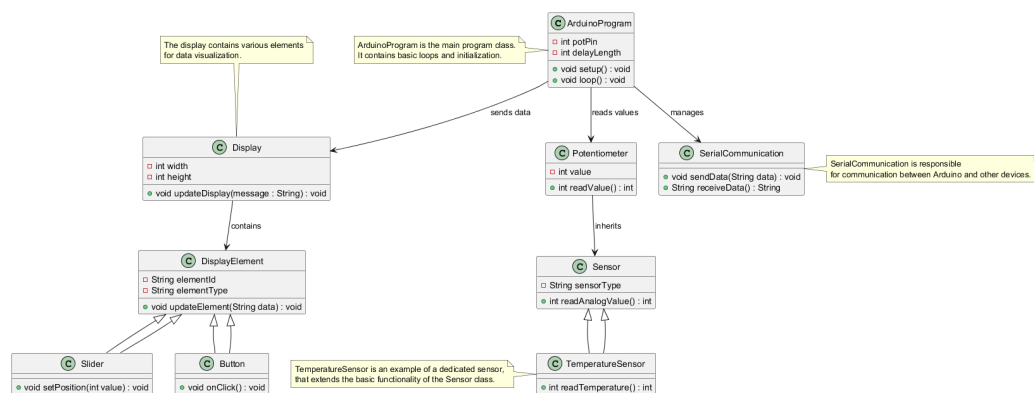 C ArduinoProgram
int potPin
int delayLength
void setup() : void
void loop() : void
The display contains various elements
for data visualization.
ArduinoProgram is the main program class.
It contains basic loops and initialization.
sends data
reads values
manages
C Display
int width
int height
void updateDisplay(message : String) : void
C Potentiometer
int value
int readValue() : int
C SerialCommunication
void sendData(String data) : void
String receiveData() : String
SerialCommunication is responsible
for communication between Arduino and other devices.
contains
inherits
C DisplayElement
String elementId
String elementType
void updateElement(String data) : void
C Sensor
String sensorType
int readAnalogValue() : int
C Slider
void setPosition(int value) : void
C Button
void onClick() : void
TemperatureSensor is an example of a dedicated sensor,
that extends the basic functionality of the Sensor class.
C TemperatureSensor
int readTemperature() : int